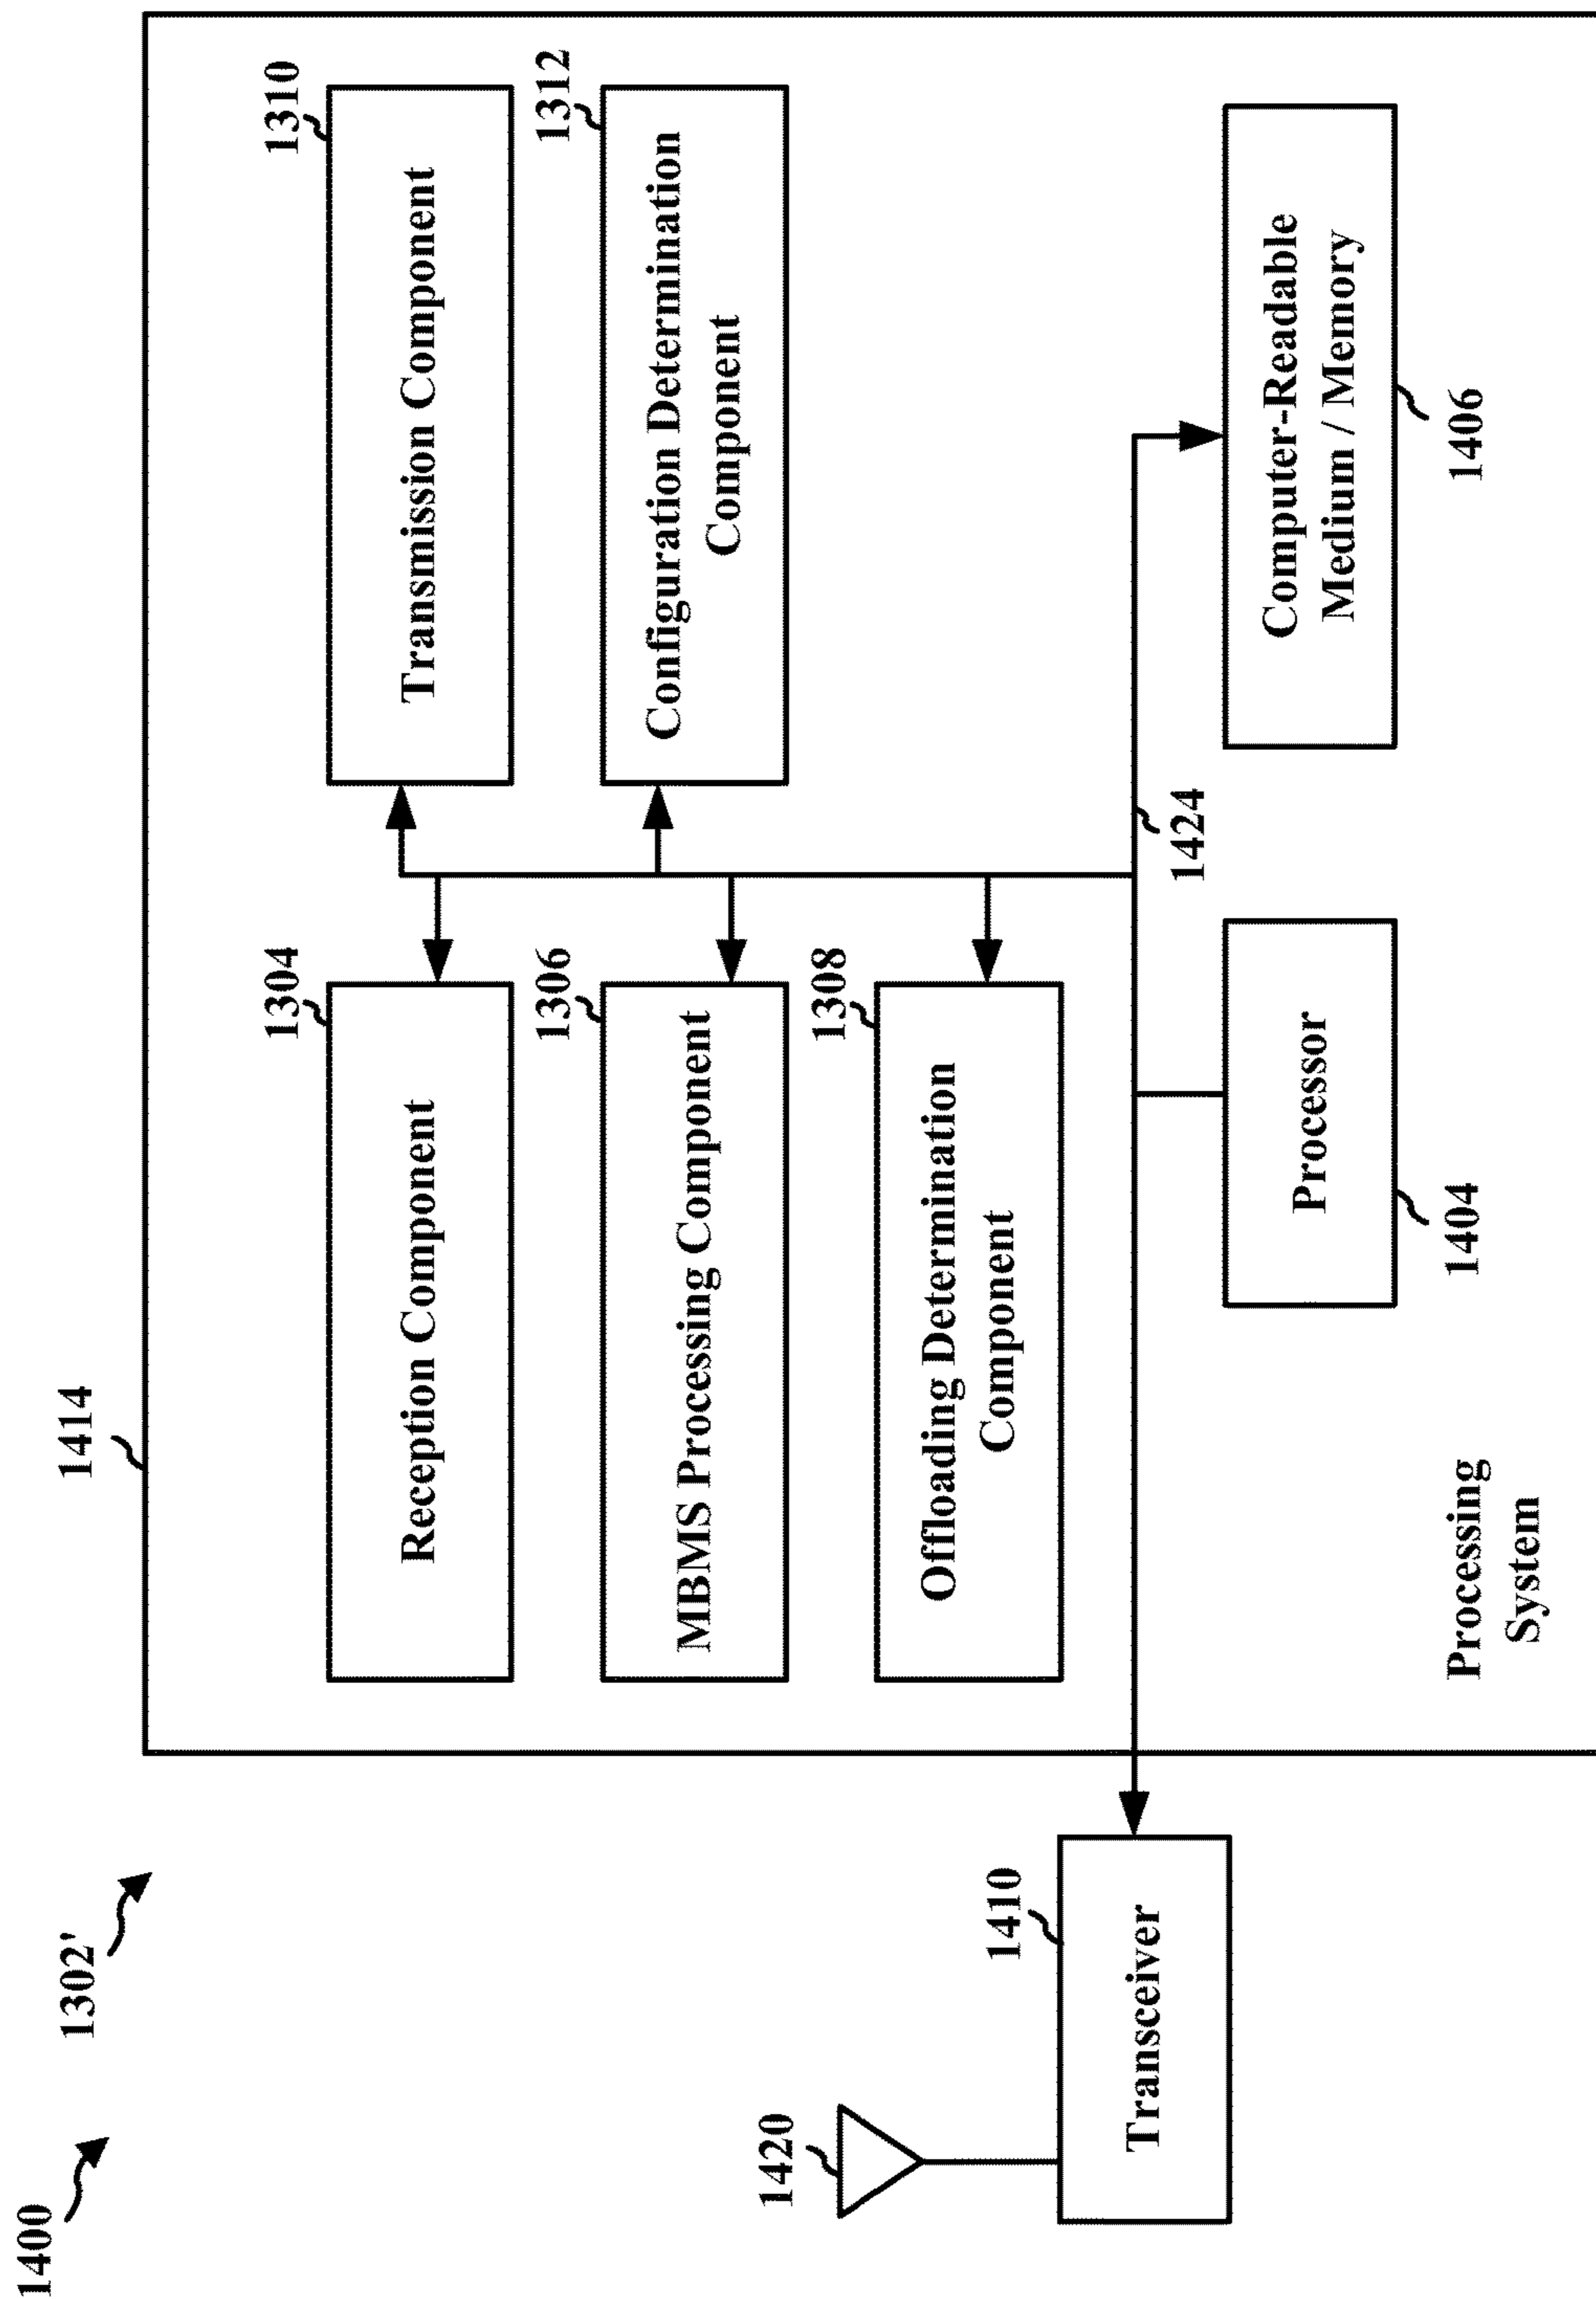 1400
1302'
1414
1420
1410
Transceiver
1304
Reception Component
1310
Transmission Component
1306
MBMS Processing Component
1312
Configuration Determination
Component
1308
Offloading Determination
Component
1424
Processor
1404
Computer-Readable
Medium / Memory
1406
Processing
System